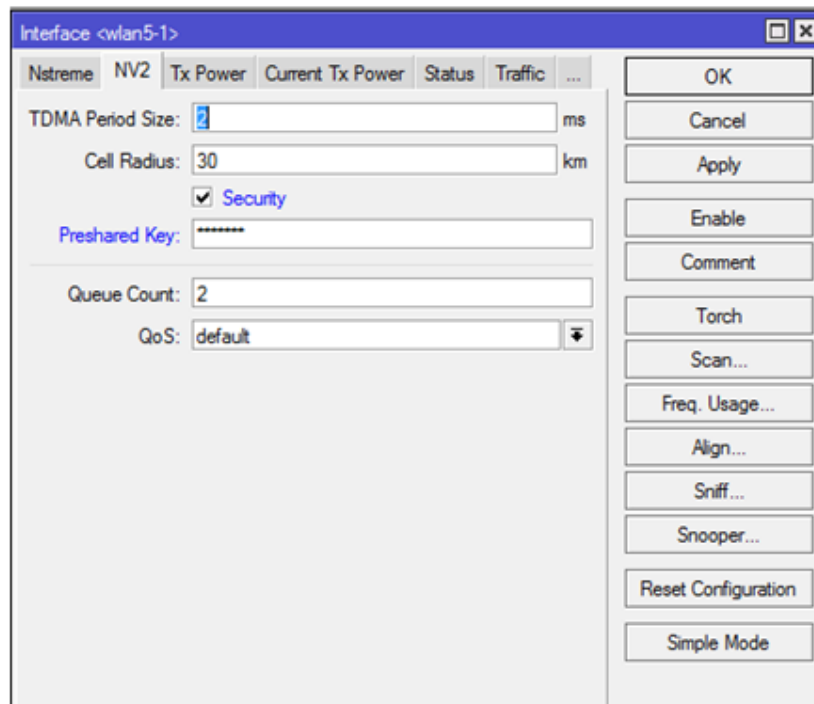 Interface <wlan5-1>
Nstreme NV2 Tx Power Current Tx Power Status Traffic ...
TDMA Period Size: 2 ms
Cell Radius: 30 km
Security
Preshared Key: *******
Queue Count: 2
QoS: default
OK
Cancel
Apply
Enable
Comment
Torch
Scan...
Freq. Usage...
Align...
Sniff...
Snooper...
Reset Configuration
Simple Mode